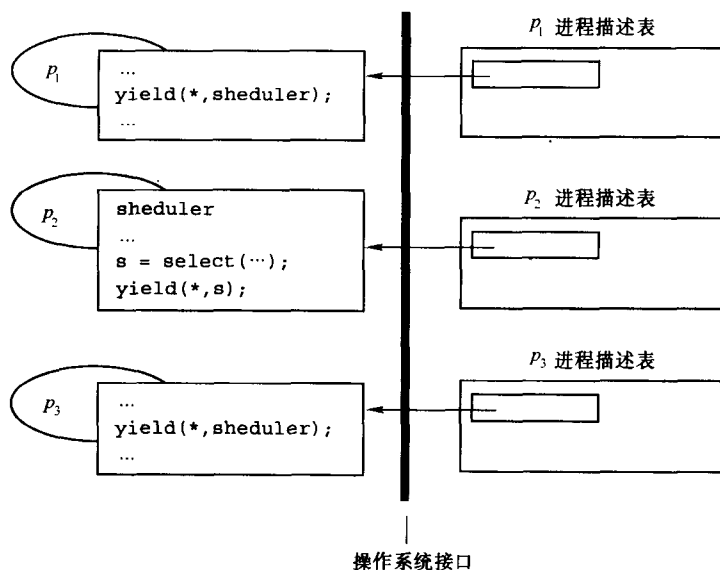 p₁ 进程描述表
p₁
…
yield(*,sheduler);
…
p₂ 进程描述表
p₂
sheduler
…
s = select(…);
yield(*,s);
p₃ 进程描述表
p₃
…
yield(*,sheduler);
…
操作系统接口